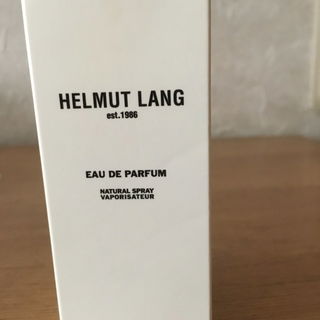 HELMUT LANG
est.1986
EAU DE PARFUM
NATURAL SPRAY
VAPORISATEUR